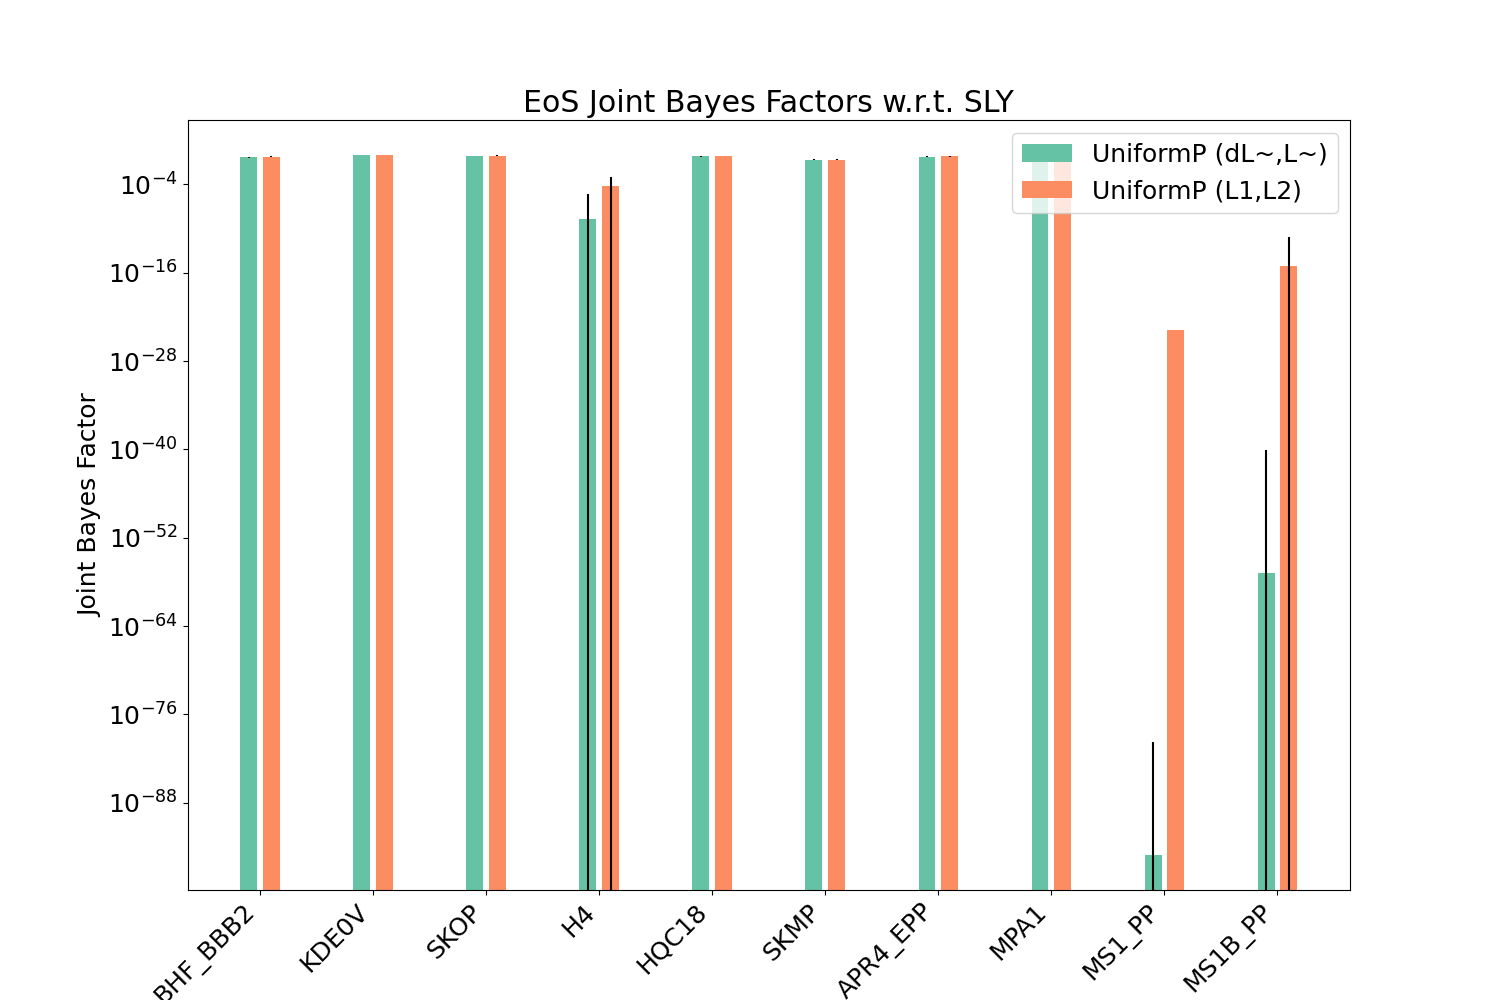 EoS Joint Bayes Factors w.r.t. SLY
UniformP (dL~,L~)
UniformP (L1,L2)
Joint Bayes Factor
10⁻⁴
10⁻¹⁶
10⁻²⁸
10⁻⁴⁰
10⁻⁵²
10⁻⁶⁴
10⁻⁷⁶
10⁻⁸⁸
BHF_BBB2
KDE0V
SKOP
H4
HQC18
SKMP
APR4_EPP
MPA1
MS1_PP
MS1B_PP